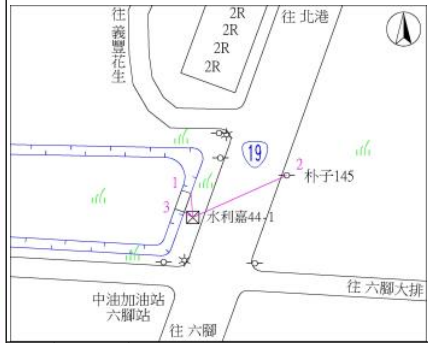 往義豐花生
2R
2R
2R
2R
往 北港
19
2
朴子145
1
3
水利嘉44-1
中油加油站
六腳站
往 六腳大排
往 六腳